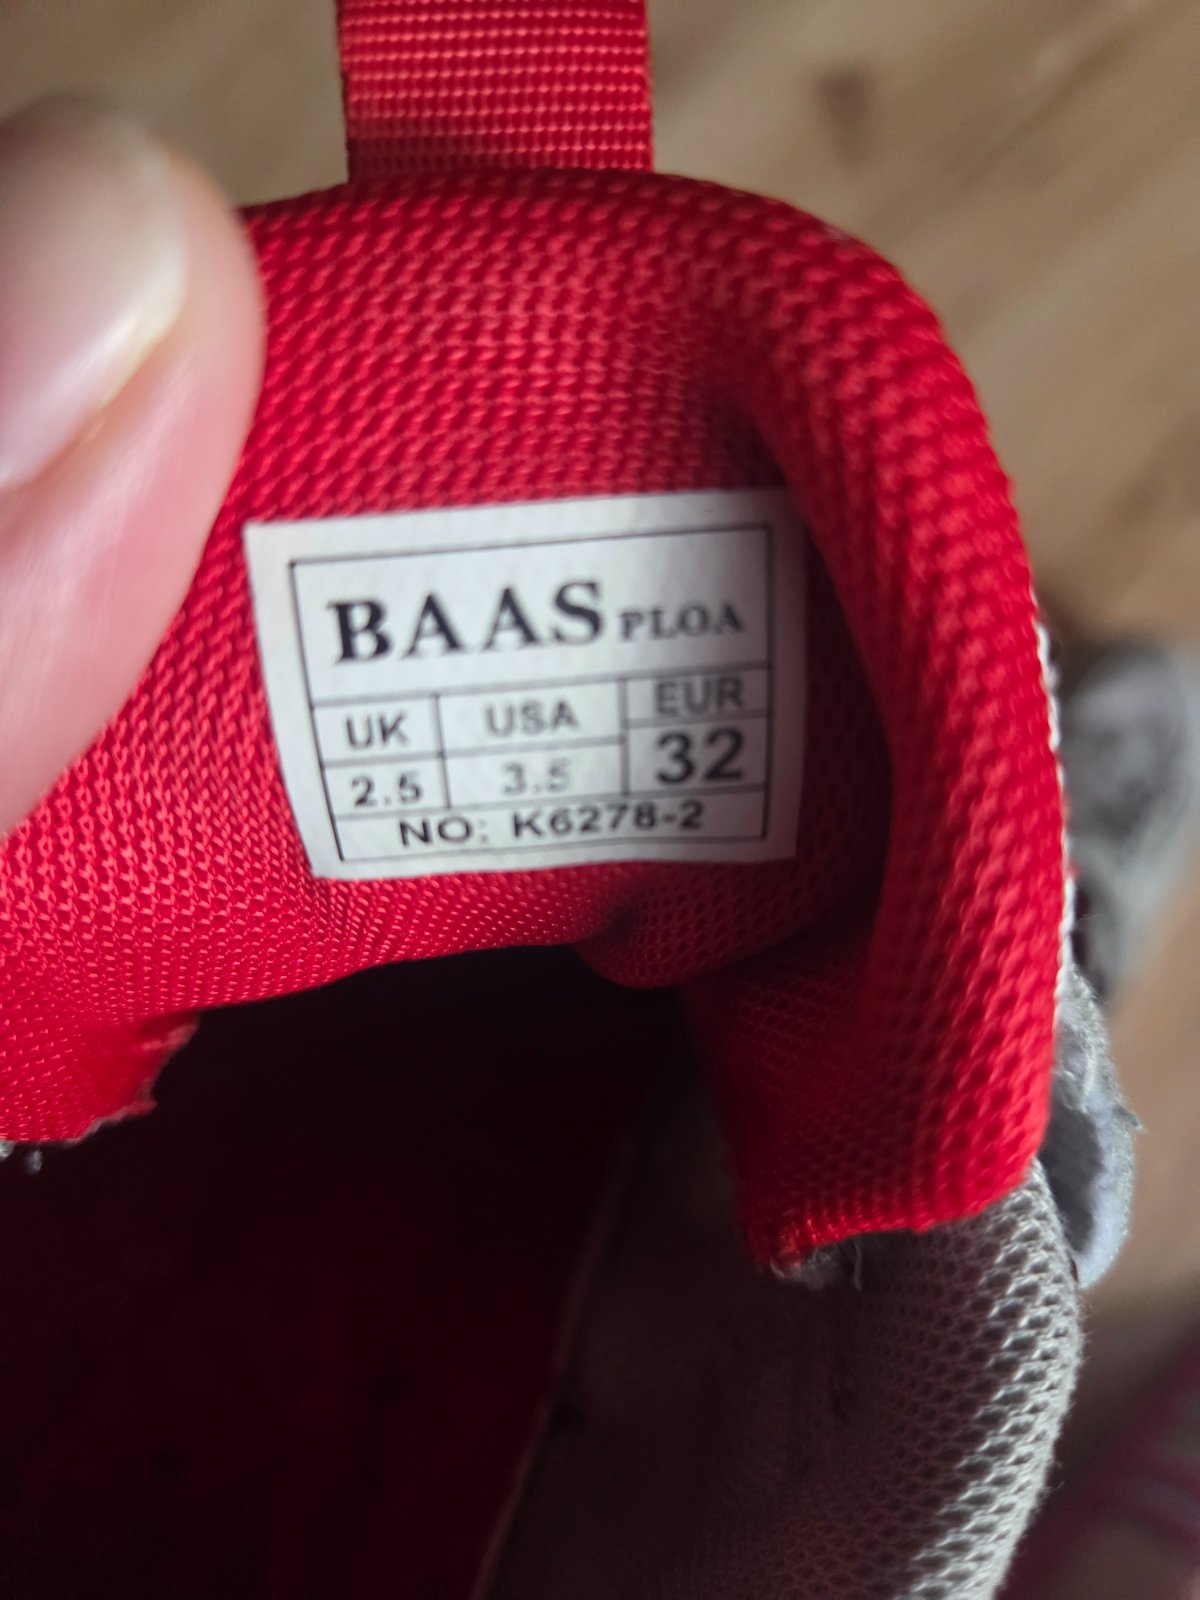 BAAS PLOA
UK USA EUR
2.5 3.5 32
NO: K6278-2